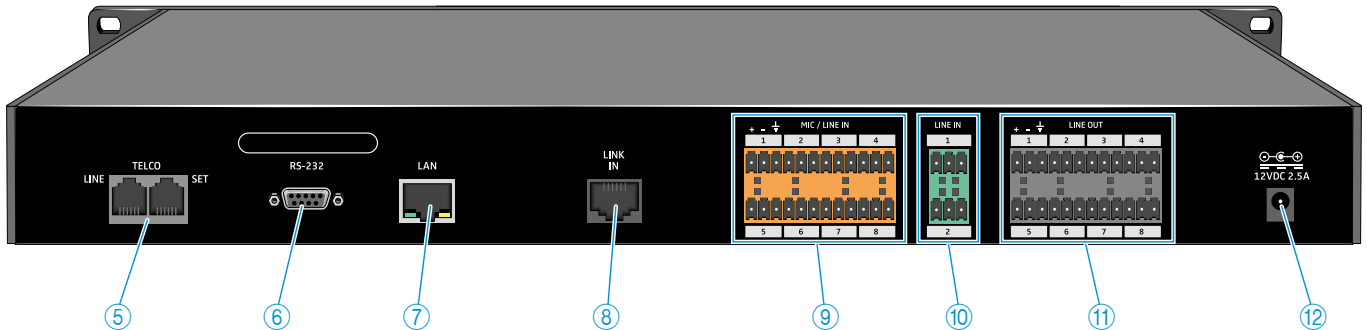 TELCO
LINE
SET
RS-232
LAN
LINK
IN
+ - MIC / LINE IN
1 2 3 4
5 6 7 8
LINE IN
1
2
+ - LINE OUT
1 2 3 4
5 6 7 8
12VDC 2.5A
5 6 7 8 9 10 11 12